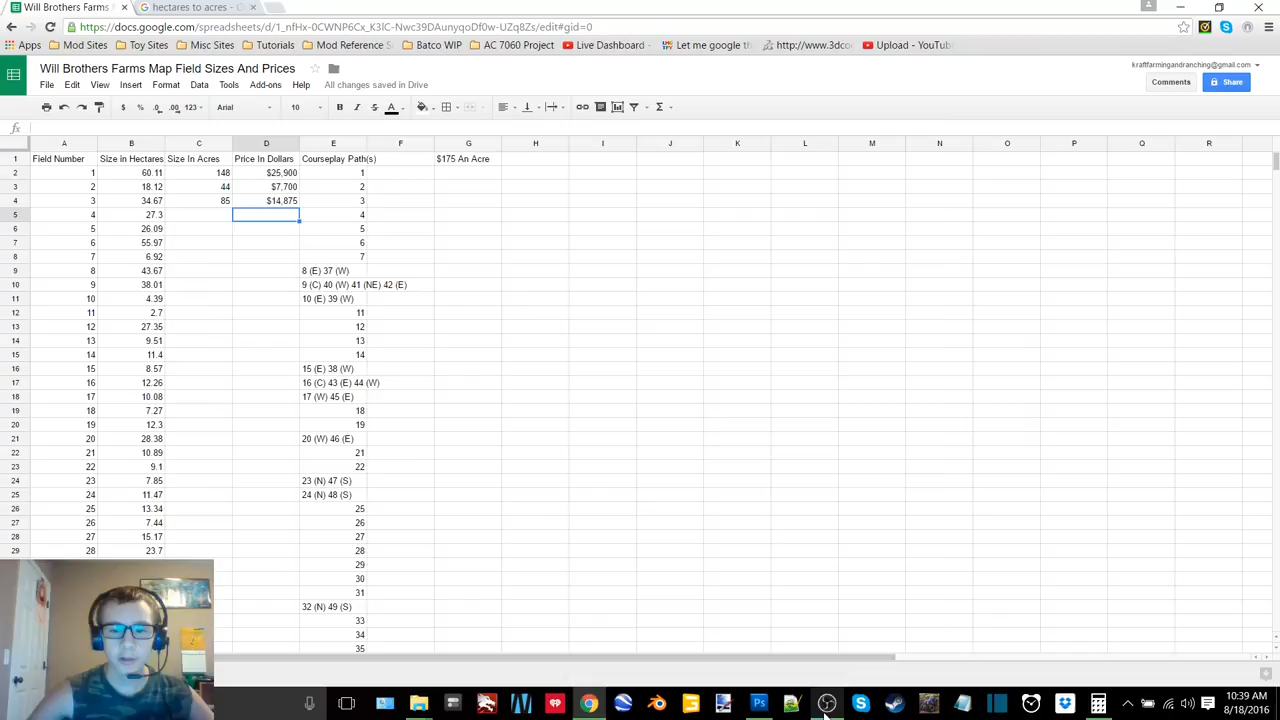 Will Brothers Farms Map Field Sizes
hectares to acres -
https://docs.google.com/spreadsheets/d/1_nfHx-0CWNP6Cx_K3lC-Nwc39DAunyqoDf0w-UZq8Zs/edit#gid=0
Apps Mod Sites Toy Sites Misc Sites Tutorials Mod Reference Batco WIP AC 7060 Project Live Dashboard Let me google th http://www.3dcoo Upload - YouTub
Will Brothers Farms Map Field Sizes And Prices
kraftfarmingandranching@gmail.com
File Edit View Insert Format Data Tools Add-ons Help All changes saved in Drive
Comments Share
$ % .0 .00 123 Arial 10 B I S A Σ
fx
A B C D E F G H I J K L M N O P Q R
1 Field Number Size in Hectares Size In Acres Price In Dollars Courseplay Path(s) $175 An Acre
2 1 60.11 148 $25,900 1
3 2 18.12 44 $7,700 2
4 3 34.67 85 $14,875 3
5 4 27.3 4
6 5 26.09 5
7 6 55.97 6
8 7 6.92 7
9 8 43.67 8 (E) 37 (W)
10 9 38.01 9 (C) 40 (W) 41 (NE) 42 (E)
11 10 4.39 10 (E) 39 (W)
12 11 2.7 11
13 12 27.35 12
14 13 9.51 13
15 14 11.4 14
16 15 8.57 15 (E) 38 (W)
17 16 12.26 16 (C) 43 (E) 44 (W)
18 17 10.08 17 (W) 45 (E)
19 18 7.27 18
20 19 12.3 19
21 20 28.38 20 (W) 46 (E)
22 21 10.89 21
23 22 9.1 22
24 23 7.85 23 (N) 47 (S)
25 24 11.47 24 (N) 48 (S)
26 25 13.34 25
27 26 7.44 26
28 27 15.17 27
29 28 23.7 28
29
30
31
32 (N) 49 (S)
33
34
35
10:39 AM
8/18/2016